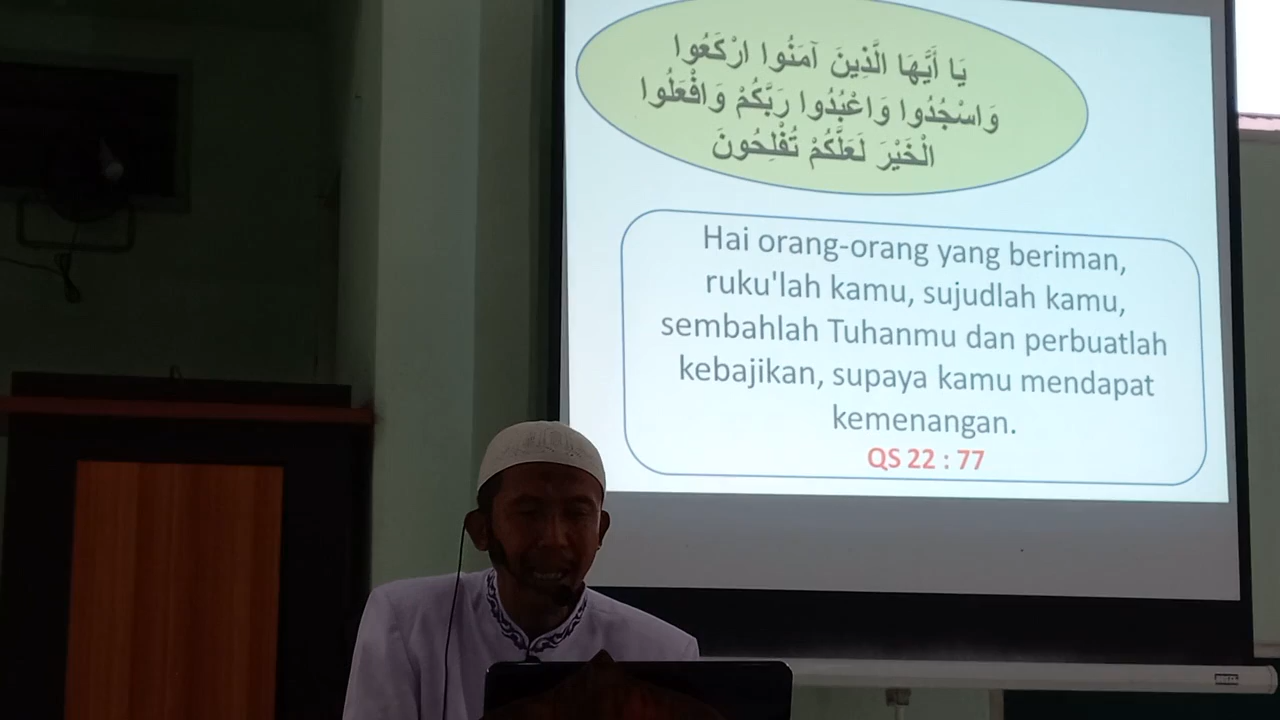 يَا أَيَّهَا الَّذِينَ آمَنُوا ارْكَعُوا
وَاسْجُدُوا وَاعْبُدُوا رَبَّكُمْ وَافْعَلُوا
الْخَيْرَ لَعَلَّكُمْ تُفْلِحُونَ
Hai orang-orang yang beriman,
ruku'lah kamu, sujudlah kamu,
sembahlah Tuhanmu dan perbuatlah
kebajikan, supaya kamu mendapat
kemenangan.
QS 22 : 77